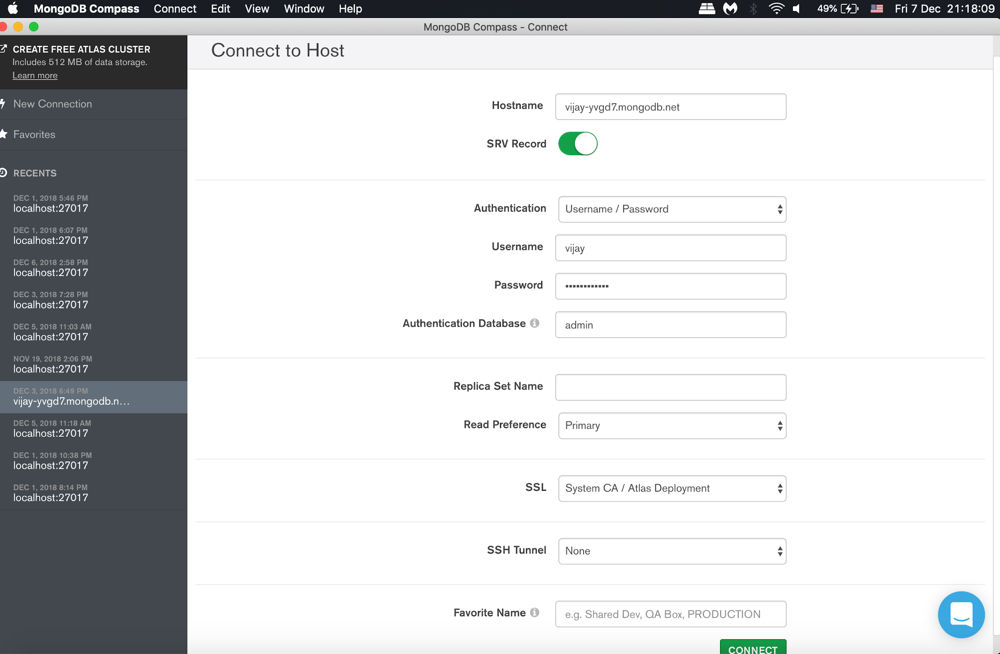 MongoDB Compass Connect Edit View Window Help 49% Fri 7 Dec 21:18:09
MongoDB Compass - Connect
CREATE FREE ATLAS CLUSTER
Includes 512 MB of data storage.
Learn more
New Connection
Favorites
RECENTS
DEC 1, 2018 5:46 PM
localhost:27017
DEC 1, 2018 6:07 PM
localhost:27017
DEC 6, 2018 2:58 PM
localhost:27017
DEC 3, 2018 7:28 PM
localhost:27017
DEC 5, 2018 11:03 AM
localhost:27017
NOV 19, 2018 2:06 PM
localhost:27017
DEC 3, 2018 6:49 PM
vijay-yvgd7.mongodb.n...
DEC 5, 2018 11:18 AM
localhost:27017
DEC 1, 2018 10:38 PM
localhost:27017
DEC 1, 2018 8:14 PM
localhost:27017
Connect to Host
Hostname vijay-yvgd7.mongodb.net
SRV Record
Authentication Username / Password
Username vijay
Password ••••••••••••
Authentication Database admin
Replica Set Name
Read Preference Primary
SSL System CA / Atlas Deployment
SSH Tunnel None
Favorite Name e.g. Shared Dev, QA Box, PRODUCTION
CONNECT